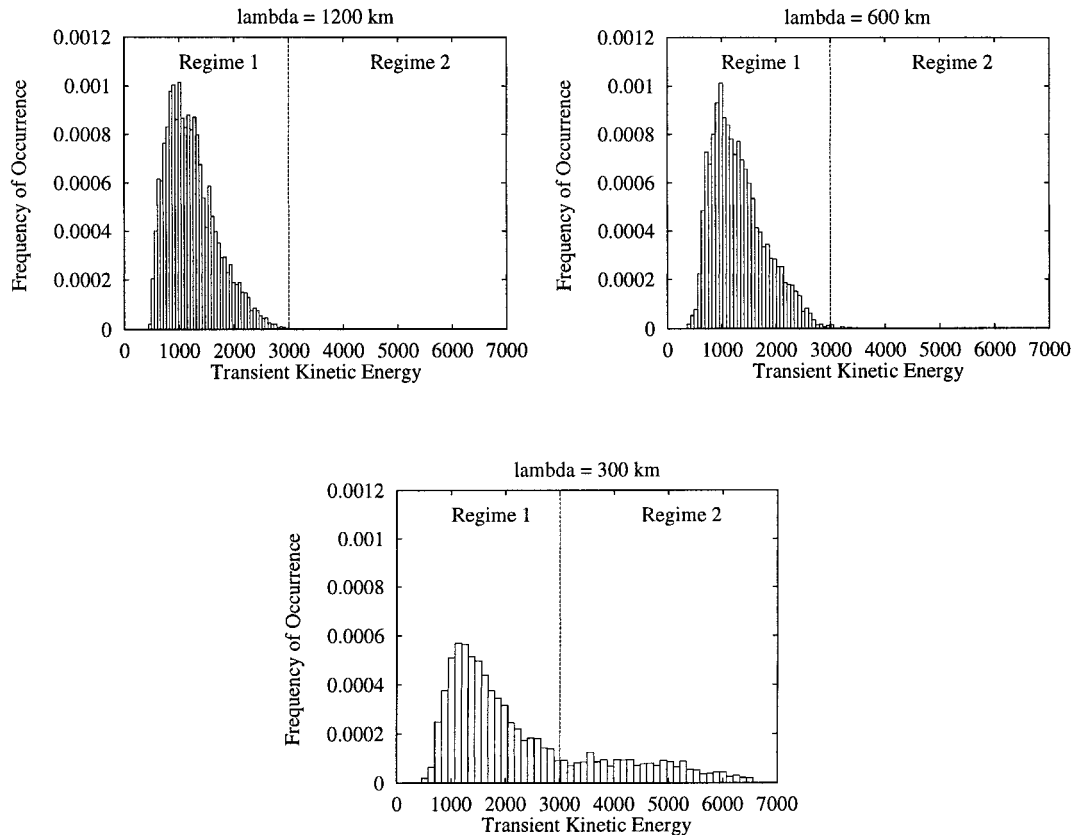 lambda = 1200 km
0.0012
0.001
0.0008
0.0006
0.0004
0.0002
0
Frequency of Occurrence
Regime 1
Regime 2
0 1000 2000 3000 4000 5000 6000 7000
Transient Kinetic Energy
lambda = 600 km
0.0012
0.001
0.0008
0.0006
0.0004
0.0002
0
Frequency of Occurrence
Regime 1
Regime 2
0 1000 2000 3000 4000 5000 6000 7000
Transient Kinetic Energy
lambda = 300 km
0.0012
0.001
0.0008
0.0006
0.0004
0.0002
0
Frequency of Occurrence
Regime 1
Regime 2
0 1000 2000 3000 4000 5000 6000 7000
Transient Kinetic Energy